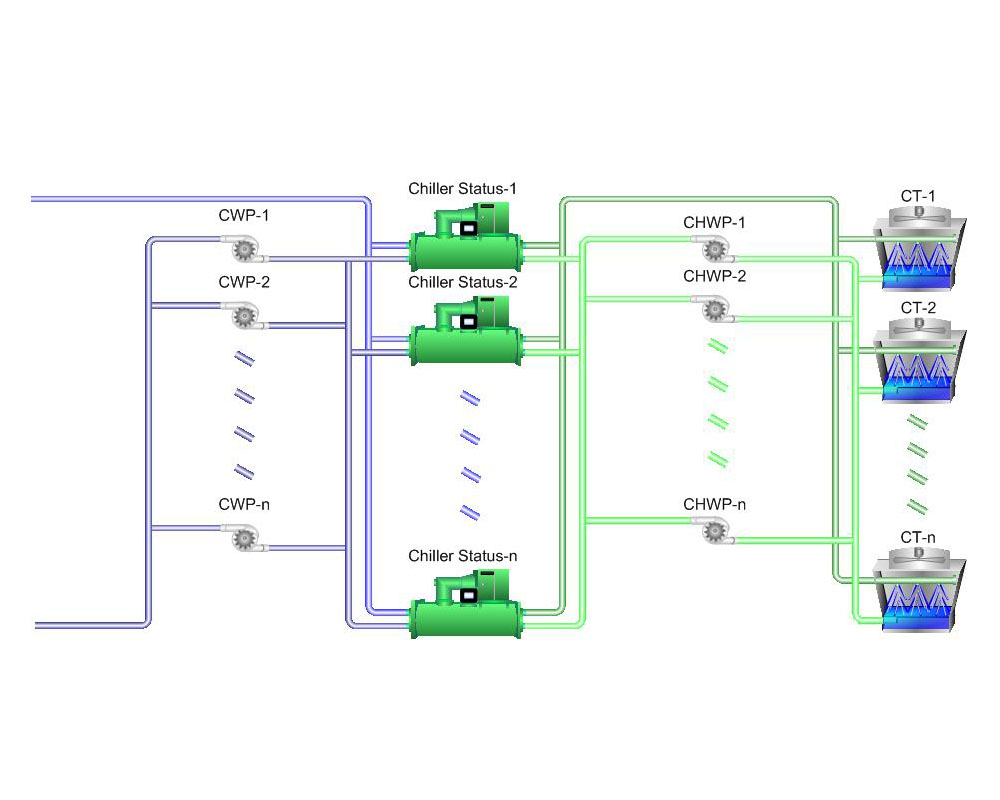 Chiller Status-1
CT-1
CWP-1
CHWP-1
CWP-2
Chiller Status-2
CHWP-2
CT-2
CWP-n
CHWP-n
Chiller Status-n
CT-n